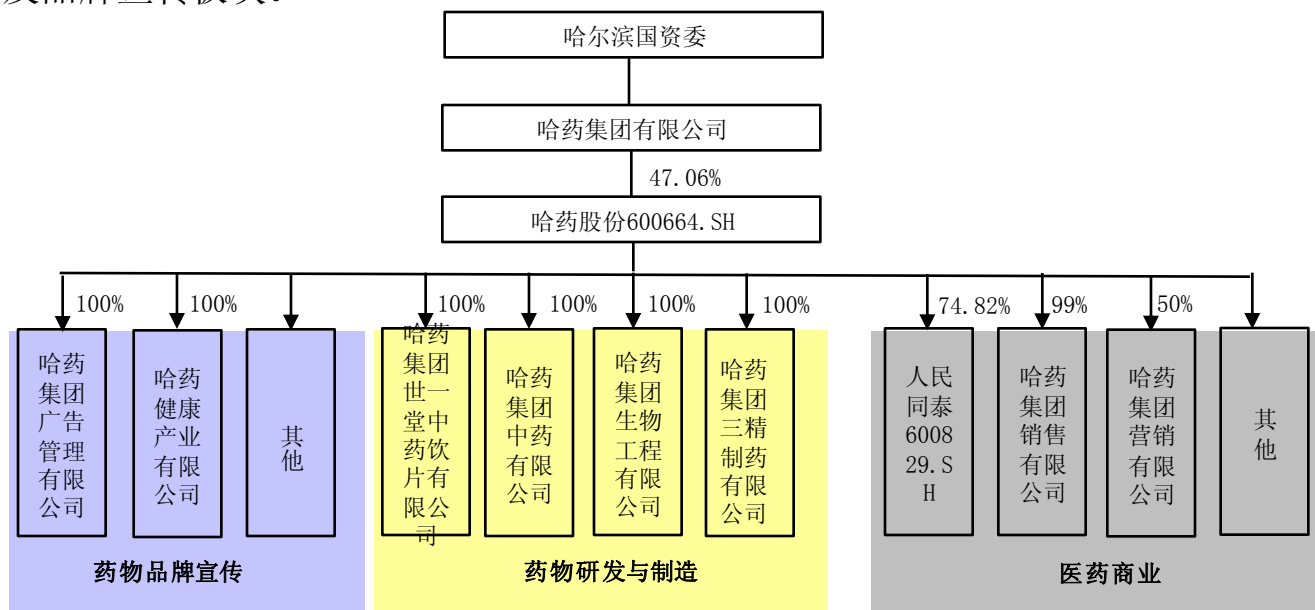 哈尔滨国资委
哈药集团有限公司
47.06%
哈药股份600664.SH
100%
100%
100%
100%
100%
100%
74.82%
99%
50%
哈药
集团
广告
管理
有限
公司
哈药
健康
产业
有限
公司
其
他
哈药
集团
世一
堂中
药饮
片有
限公
司
哈药
集团
中药
有限
公司
哈药
集团
生物
工程
有限
公司
哈药
集团
三精
制药
有限
公司
人民
同泰
6008
29.S
H
哈药
集团
销售
有限
公司
哈药
集团
营销
有限
公司
其
他
药物品牌宣传
药物研发与制造
医药商业